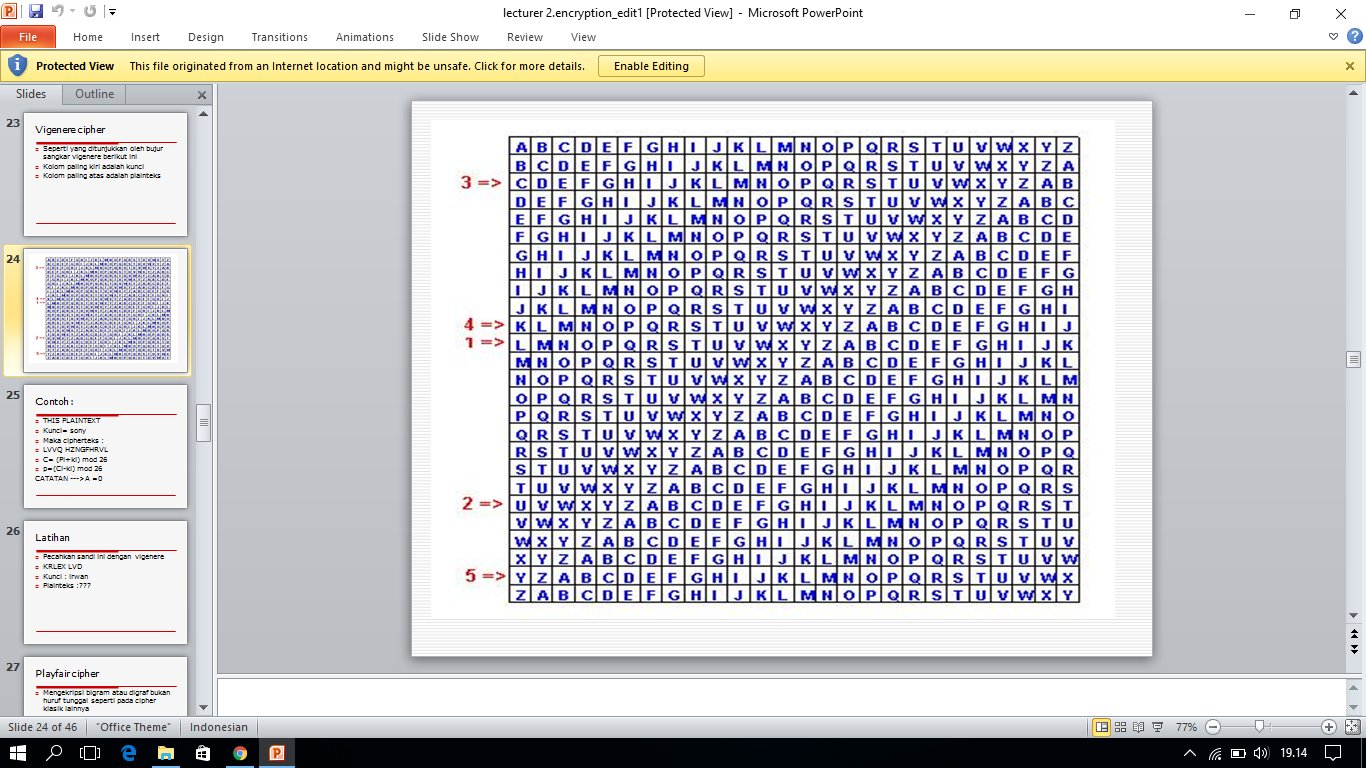 lecturer 2.encryption_edit1 [Protected View] - Microsoft PowerPoint
File Home Insert Design Transitions Animations Slide Show Review View
Protected View This file originated from an Internet location and might be unsafe. Click for more details. Enable Editing
Slides Outline
23
Vigenere cipher
Seperti yang ditunjukkan oleh bujur
sangkar vigenere berikut ini
Kolom paling kiri adalah kunci
Kolom paling atas adalah plainteks
24
25
Contoh :
THIS PLAINTEXT
Kunci= sony
Maka cipherteks :
LVVQ HZNGFHRVL
C= (Pi+ki) mod 26
p=(Ci-ki) mod 26
CATATAN --->A =0
26
Latihan
Pecahkan sandi ini dengan vigenere
KRLEX LVD
Kunci : irwan
Plainteks :???
27
Playfair cipher
Mengekripsi bigram atau digraf bukan
huruf tunggal seperti pada cipher
klasik lainnya
A B C D E F G H I J K L M N O P Q R S T U V W X Y Z
B C D E F G H I J K L M N O P Q R S T U V W X Y Z A
3 => C D E F G H I J K L M N O P Q R S T U V W X Y Z A B
D E F G H I J K L M N O P Q R S T U V W X Y Z A B C
E F G H I J K L M N O P Q R S T U V W X Y Z A B C D
F G H I J K L M N O P Q R S T U V W X Y Z A B C D E
G H I J K L M N O P Q R S T U V W X Y Z A B C D E F
H I J K L M N O P Q R S T U V W X Y Z A B C D E F G
I J K L M N O P Q R S T U V W X Y Z A B C D E F G H
J K L M N O P Q R S T U V W X Y Z A B C D E F G H I
4 => K L M N O P Q R S T U V W X Y Z A B C D E F G H I J
1 => L M N O P Q R S T U V W X Y Z A B C D E F G H I J K
M N O P Q R S T U V W X Y Z A B C D E F G H I J K L
N O P Q R S T U V W X Y Z A B C D E F G H I J K L M
O P Q R S T U V W X Y Z A B C D E F G H I J K L M N
P Q R S T U V W X Y Z A B C D E F G H I J K L M N O
Q R S T U V W X Y Z A B C D E F G H I J K L M N O P
R S T U V W X Y Z A B C D E F G H I J K L M N O P Q
S T U V W X Y Z A B C D E F G H I J K L M N O P Q R
T U V W X Y Z A B C D E F G H I J K L M N O P Q R S
2 => U V W X Y Z A B C D E F G H I J K L M N O P Q R S T
V W X Y Z A B C D E F G H I J K L M N O P Q R S T U
W X Y Z A B C D E F G H I J K L M N O P Q R S T U V
X Y Z A B C D E F G H I J K L M N O P Q R S T U V W
5 => Y Z A B C D E F G H I J K L M N O P Q R S T U V W X
Z A B C D E F G H I J K L M N O P Q R S T U V W X Y
Slide 24 of 46 "Office Theme" Indonesian 77%
19.14